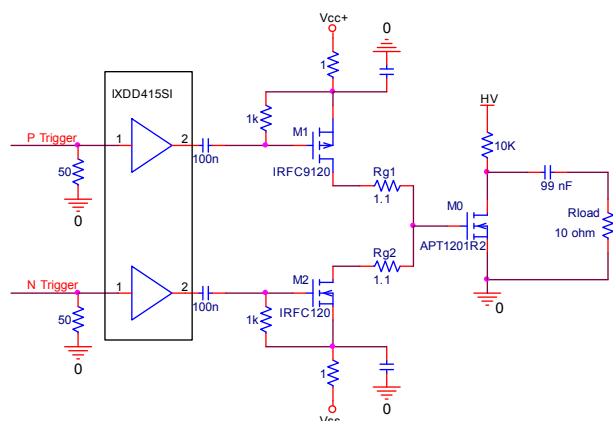 Vcc+
0
IXDD415SI
1
1k
HV
P Trigger
1
2
M1
10K
50
100n
IRFC9120
Rg1
99 nF
0
1.1
M0
Rload
APT1201R2
10 ohm
Rg2
N Trigger
1
2
M2
1.1
50
100n
1k
IRFC120
0
0
1
0
Vss-